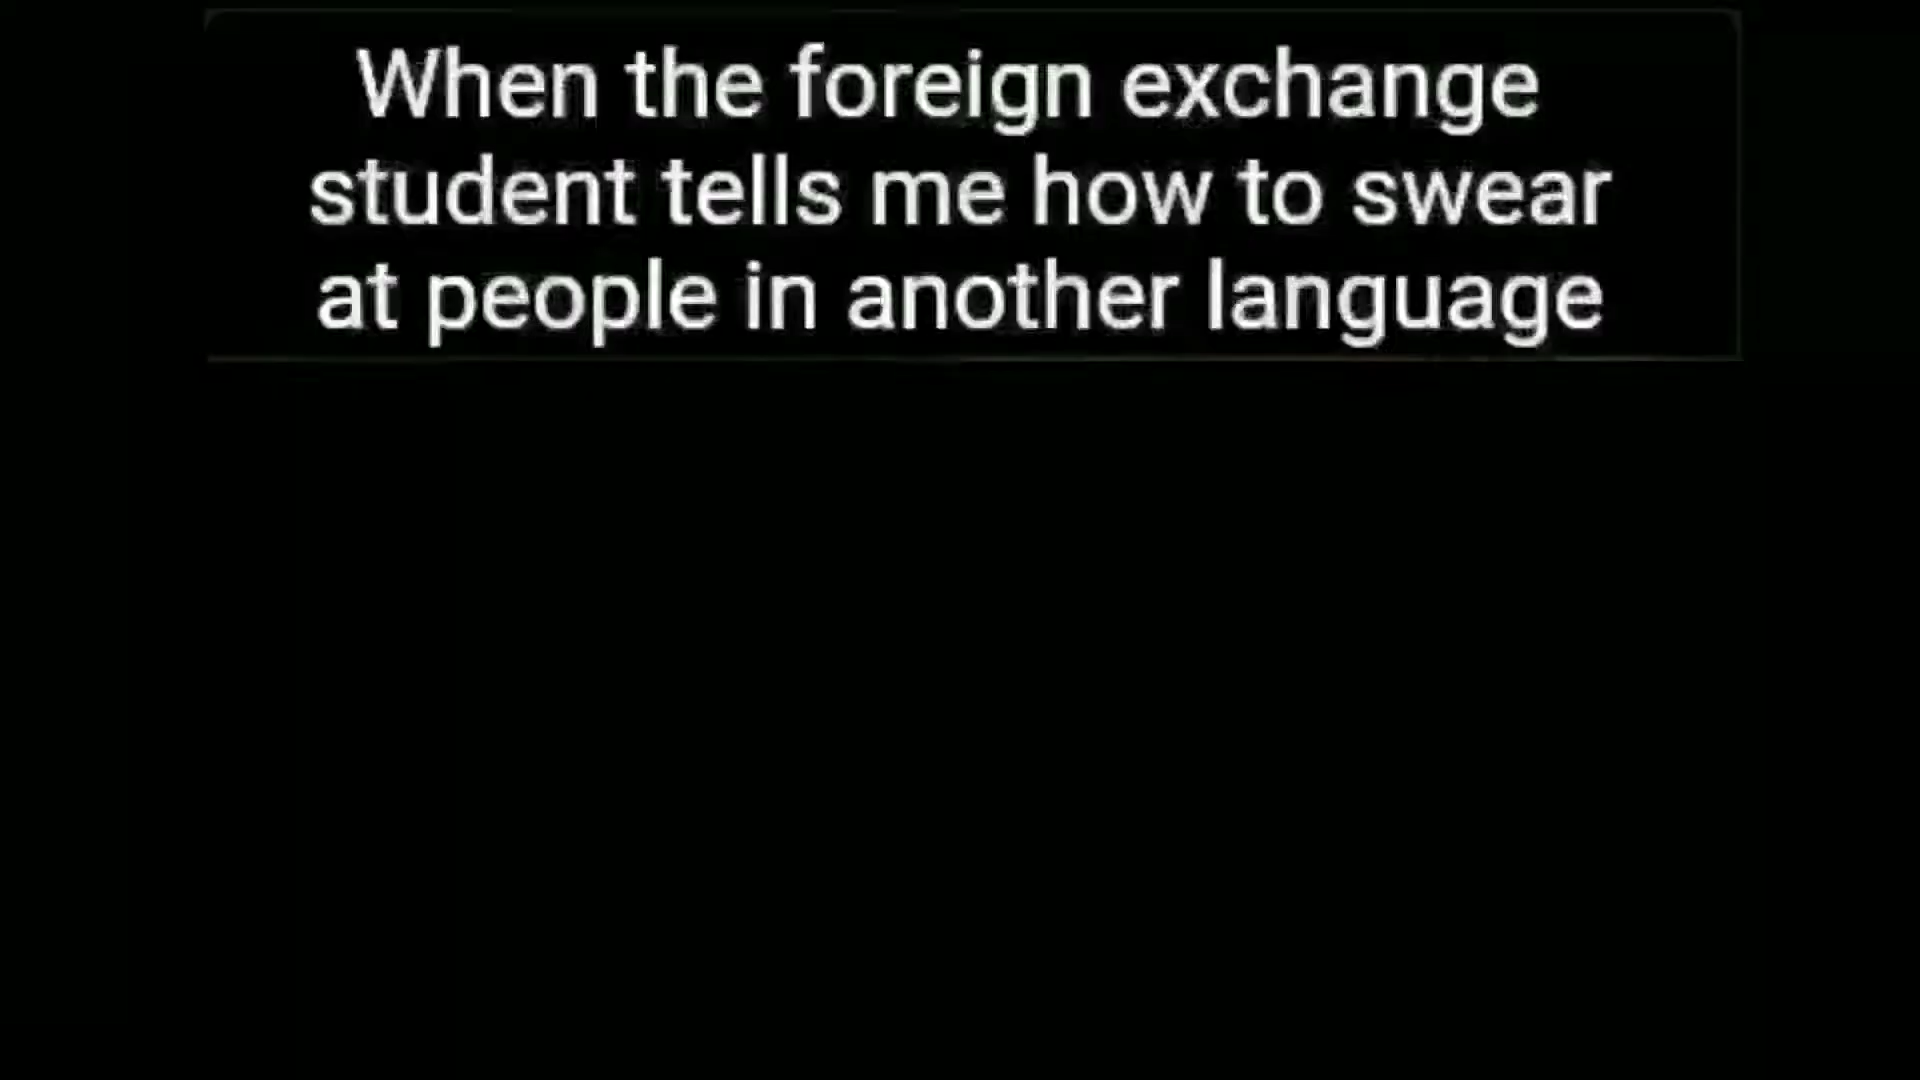 When the foreign exchange
student tells me how to swear
at people in another language